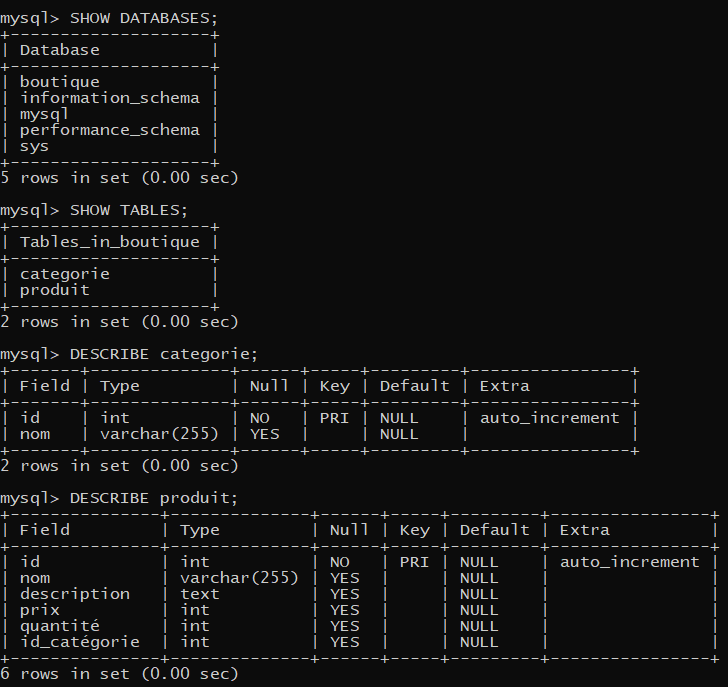 mysql> SHOW DATABASES;
+--------------------+
| Database           |
+--------------------+
| boutique           |
| information_schema |
| mysql              |
| performance_schema |
| sys                |
+--------------------+
5 rows in set (0.00 sec)
mysql> SHOW TABLES;
+--------------------+
| Tables_in_boutique |
+--------------------+
| categorie          |
| produit            |
+--------------------+
2 rows in set (0.00 sec)
mysql> DESCRIBE categorie;
+-------+--------------+------+-----+---------+----------------+
| Field | Type         | Null | Key | Default | Extra          |
+-------+--------------+------+-----+---------+----------------+
| id    | int          | NO   | PRI | NULL    | auto_increment |
| nom   | varchar(255) | YES  |     | NULL    |                |
+-------+--------------+------+-----+---------+----------------+
2 rows in set (0.00 sec)
mysql> DESCRIBE produit;
+---------------+--------------+------+-----+---------+----------------+
| Field         | Type         | Null | Key | Default | Extra          |
+---------------+--------------+------+-----+---------+----------------+
| id            | int          | NO   | PRI | NULL    | auto_increment |
| nom           | varchar(255) | YES  |     | NULL    |                |
| description   | text         | YES  |     | NULL    |                |
| prix          | int          | YES  |     | NULL    |                |
| quantité      | int          | YES  |     | NULL    |                |
| id_catégorie  | int          | YES  |     | NULL    |                |
+---------------+--------------+------+-----+---------+----------------+
6 rows in set (0.00 sec)